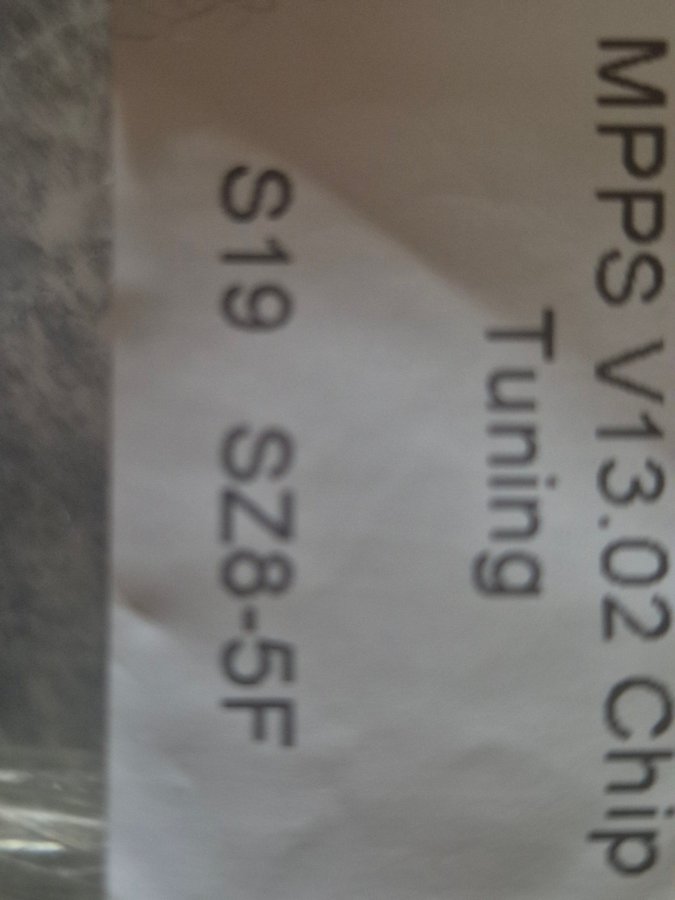 MPPS V13.02 Chip
Tuning
S19 SZ8-5F